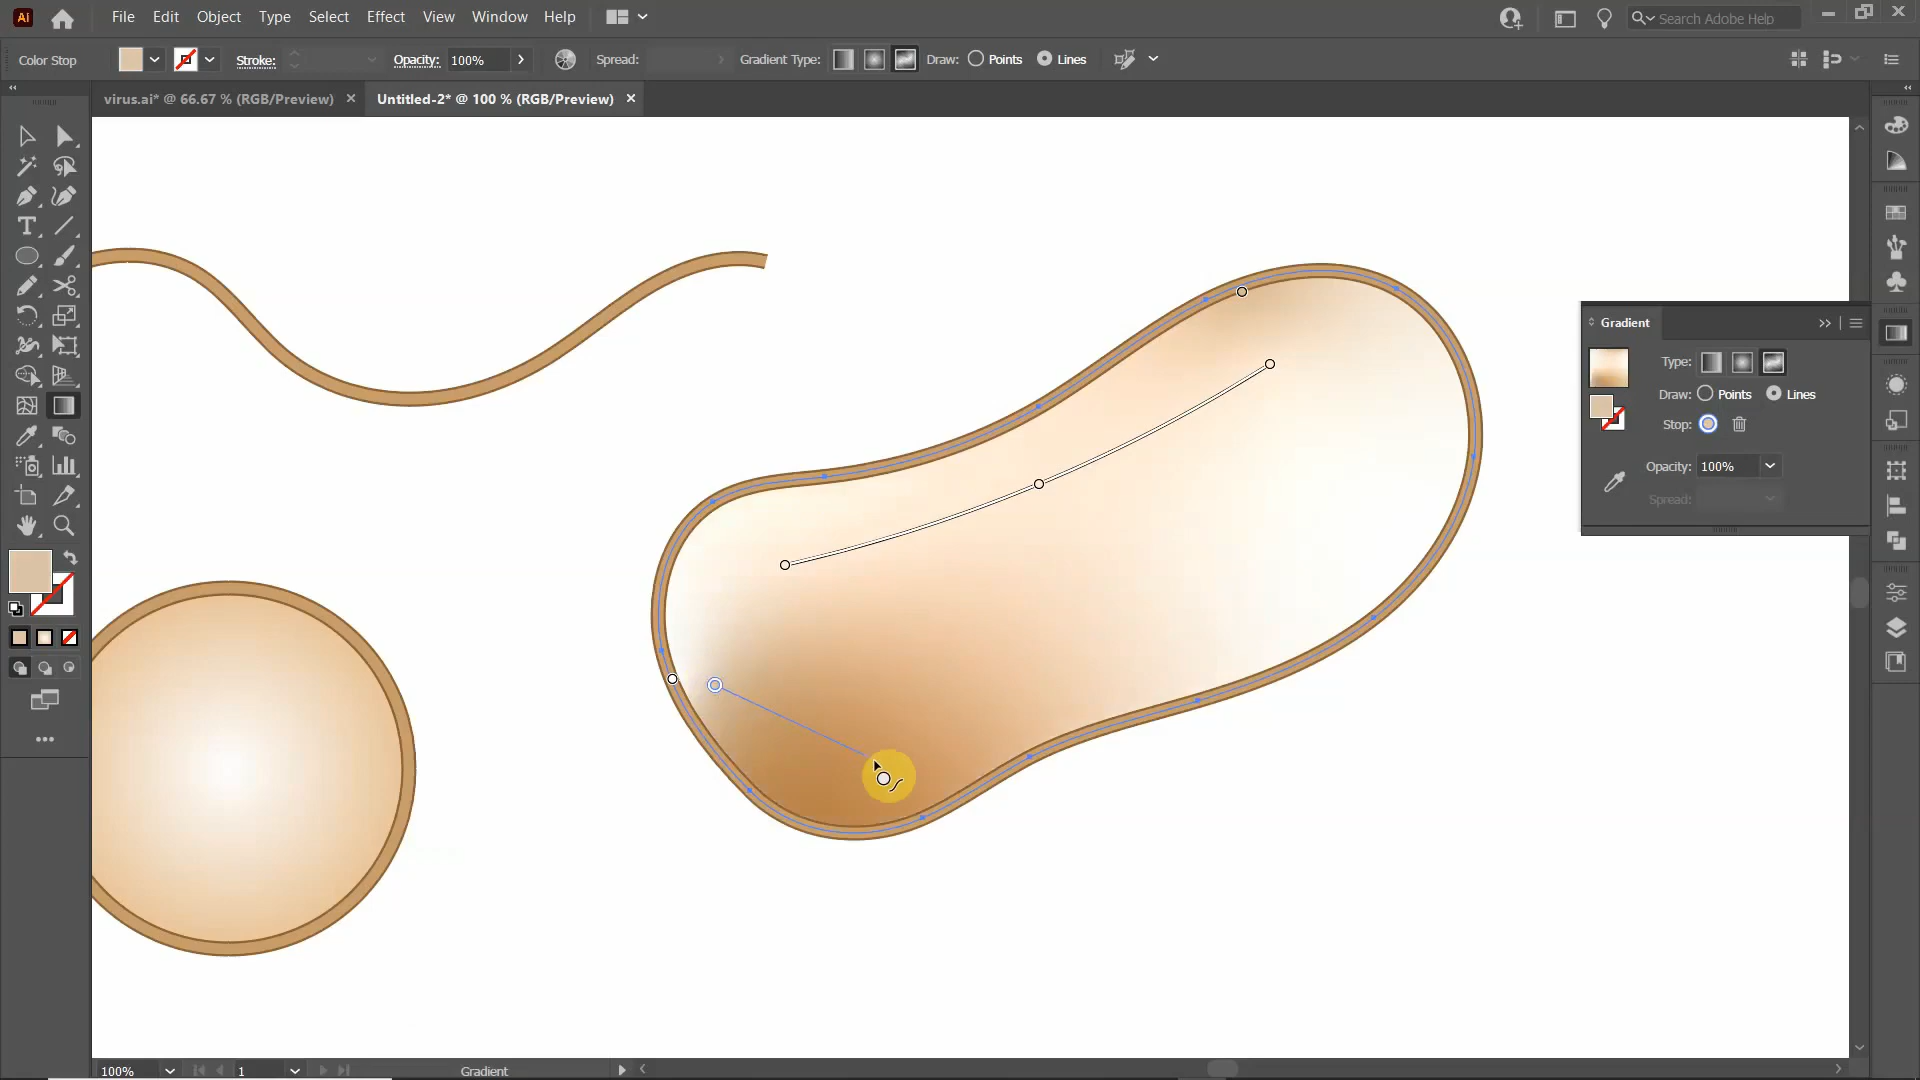 Ai File Edit Object Type Select Effect View Window Help Search Adobe Help
Color Stop Stroke: Opacity: 100% Spread: Gradient Type: Draw: Points Lines
virus.ai* @ 66.67 % (RGB/Preview) Untitled-2* @ 100 % (RGB/Preview)
Gradient
Type:
Draw: Points Lines
Stop:
Opacity: 100%
Spread:
100% 1 Gradient